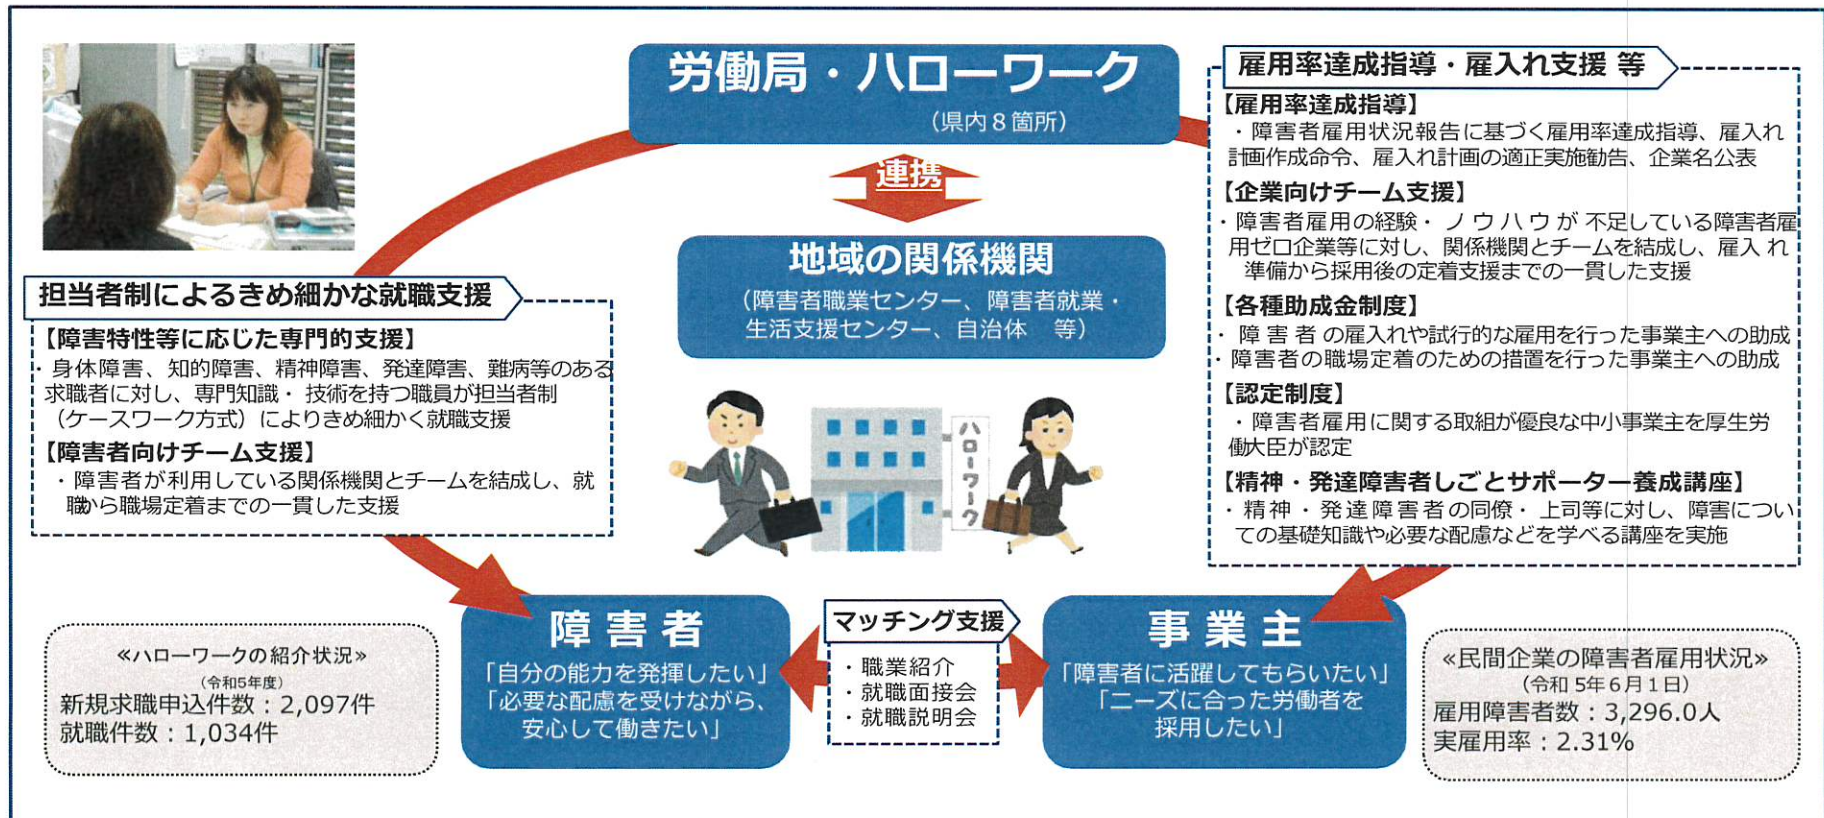 労働局・ハローワーク
（県内８箇所）
連携
地域の関係機関
（障害者職業センター、障害者就業・
生活支援センター、自治体　等）
担当者制によるきめ細かな就職支援
【障害特性等に応じた専門的支援】
・身体障害、知的障害、精神障害、発達障害、難病等のある
求職者に対し、専門知識・技術を持つ職員が担当者制
（ケースワーク方式）によりきめ細かく就職支援
【障害者向けチーム支援】
・障害者が利用している関係機関とチームを結成し、就
職から職場定着までの一貫した支援
雇用率達成指導・雇入れ支援 等
【雇用率達成指導】
・障害者雇用状況報告に基づく雇用率達成指導、雇入れ
計画作成命令、雇入れ計画の適正実施勧告、企業名公表
【企業向けチーム支援】
・障害者雇用の経験・ノウハウが不足している障害者雇
用ゼロ企業等に対し、関係機関とチームを結成し、雇入れ
準備から採用後の定着支援までの一貫した支援
【各種助成金制度】
・障害者の雇入れや試行的な雇用を行った事業主への助成
・障害者の職場定着のための措置を行った事業主への助成
【認定制度】
・障害者雇用に関する取組が優良な中小事業主を厚生労
働大臣が認定
【精神・発達障害者しごとサポーター養成講座】
・精神・発達障害者の同僚・上司等に対し、障害につい
ての基礎知識や必要な配慮などを学べる講座を実施
ハローワーク
障害者
「自分の能力を発揮したい」
「必要な配慮を受けながら、
安心して働きたい」
マッチング支援
・職業紹介
・就職面接会
・就職説明会
事業主
「障害者に活躍してもらいたい」
「ニーズに合った労働者を
採用したい」
≪ハローワークの紹介状況≫
（令和5年度）
新規求職申込件数：2,097件
就職件数：1,034件
≪民間企業の障害者雇用状況≫
（令和 5年６月１日）
雇用障害者数：3,296.0人
実雇用率：2.31%